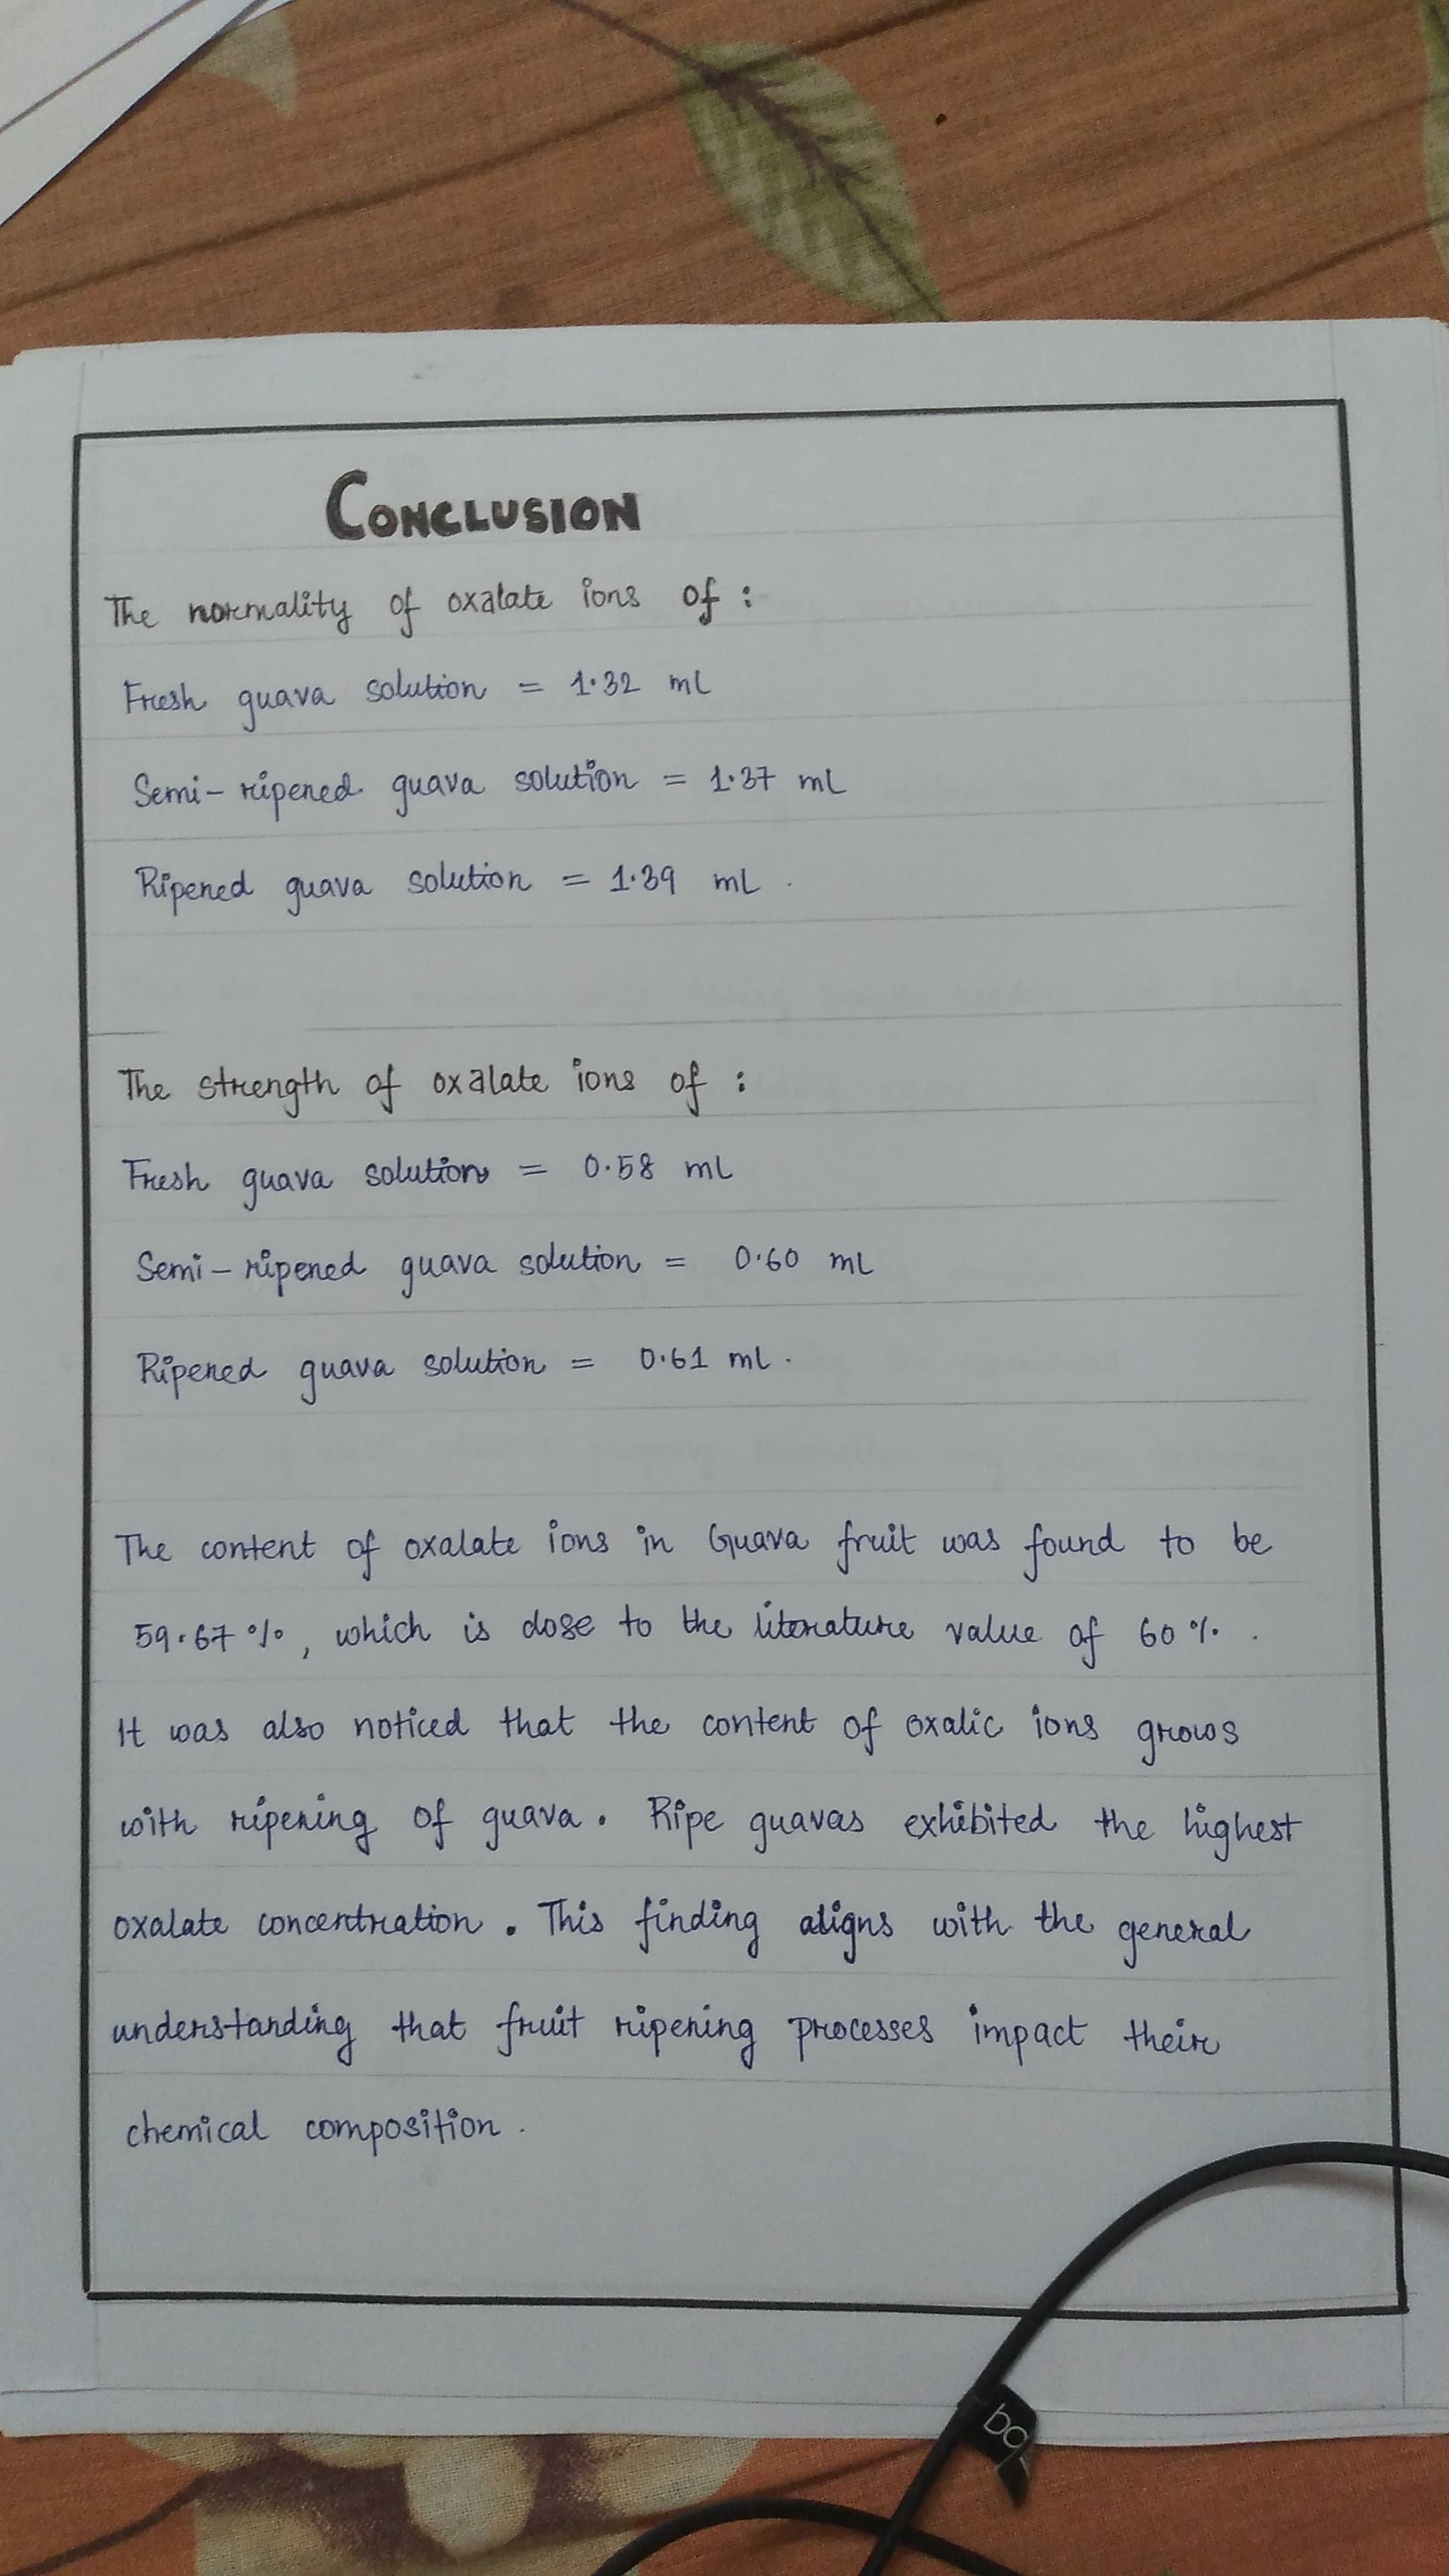 CONCLUSION
The normality of oxalate ions of :
Fresh guava solution = 1.32 ml
Semi-ripened guava solution = 1.37 ml
Ripened guava solution = 1.39 ml.
The strength of oxalate ions of :
Fresh guava solution = 0.58 ml
Semi-ripened guava solution = 0.60 ml
Ripened guava solution = 0.61 ml.
The content of oxalate ions in Guava fruit was found to be
59.67%, which is close to the literature value of 60%.
It was also noticed that the content of oxalic ions grows
with ripening of guava. Ripe guavas exhibited the highest
oxalate concentration. This finding aligns with the general
understanding that fruit ripening processes impact their
chemical composition.